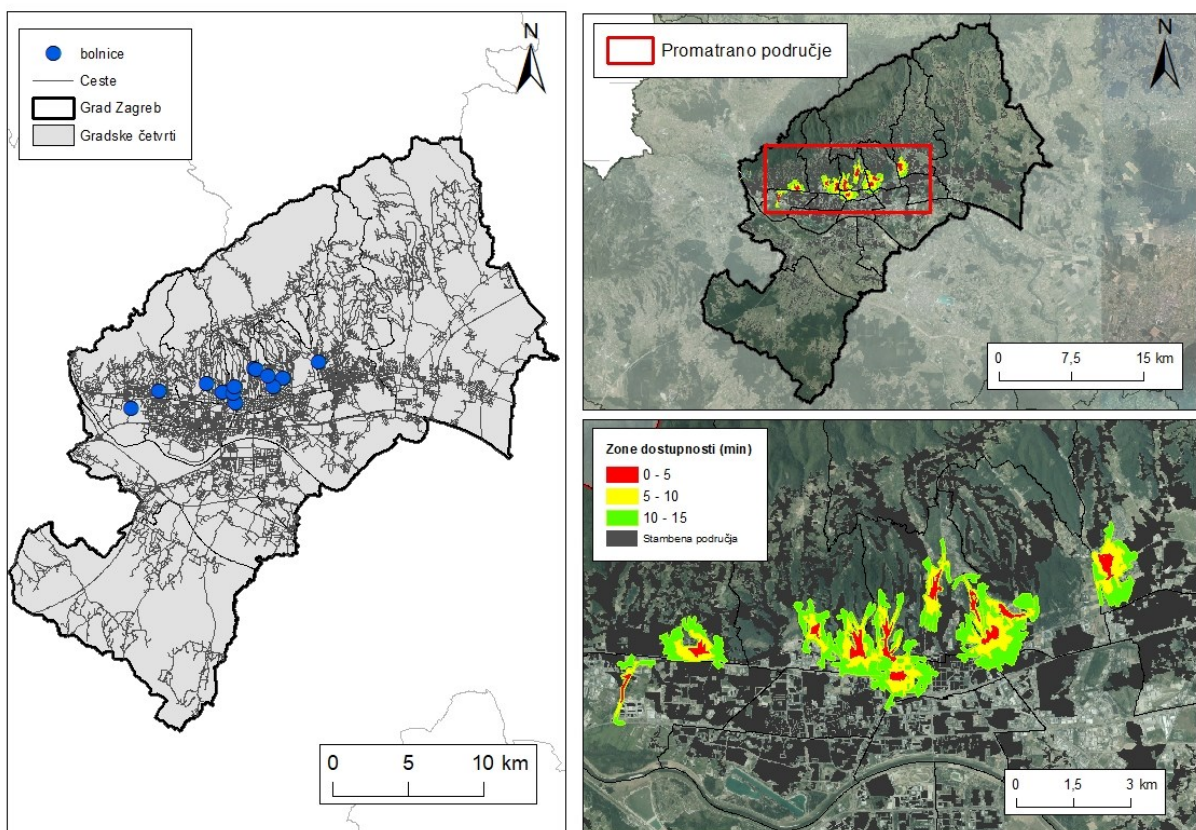 bolnice
Ceste
Grad Zagreb
Gradske četvrti
N
0 5 10 km
Promatrano područje
N
0 7,5 15 km
Zone dostupnosti (min)
0 - 5
5 - 10
10 - 15
Stambena područja
0 1,5 3 km